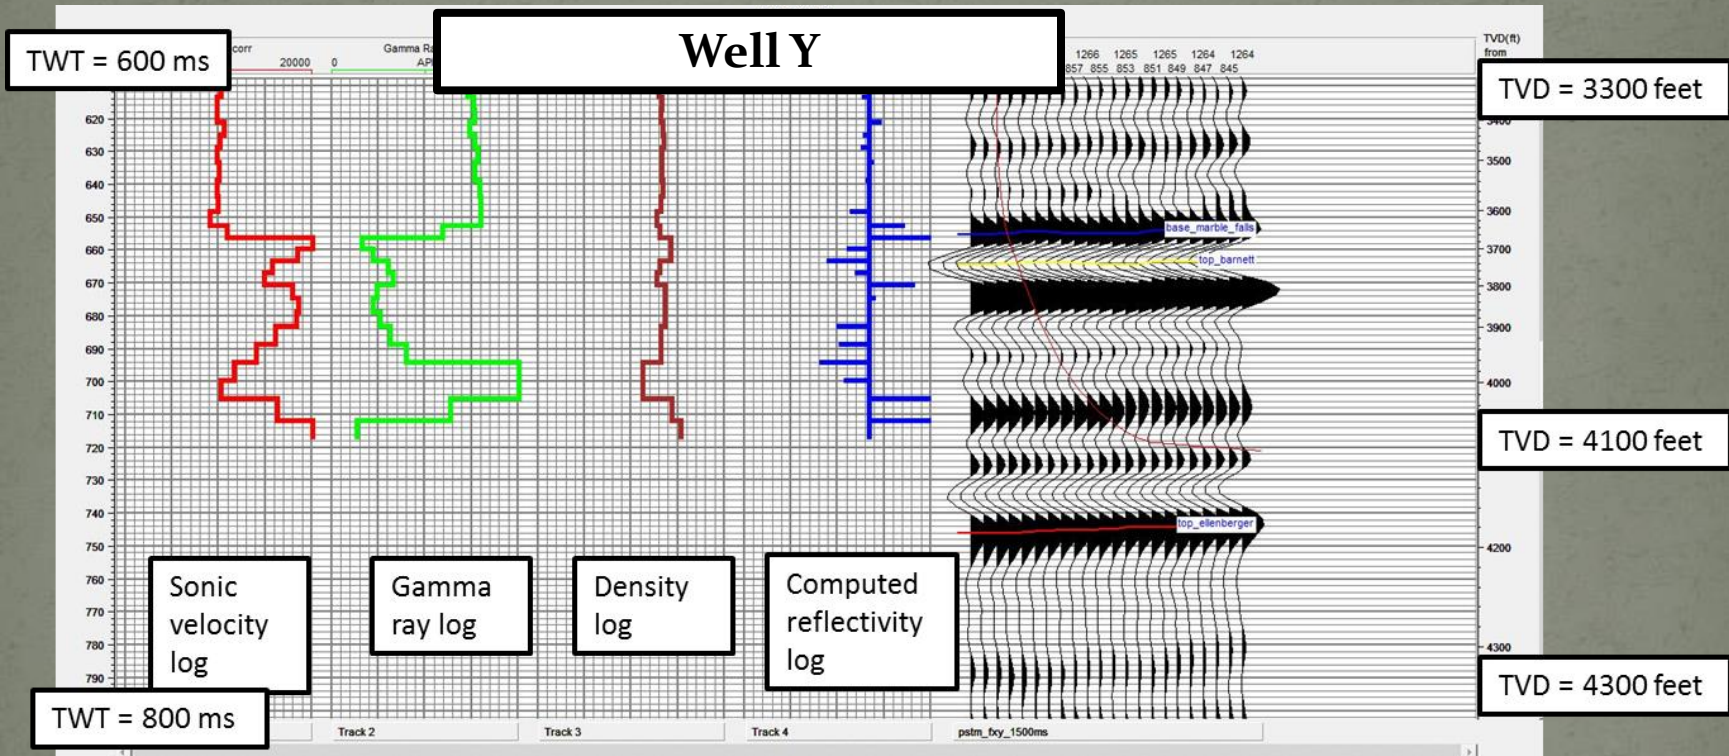 Well Y
TWT = 600 ms
corr
20000
0
Gamma Ra
1266 1265 1265 1264 1264
857 855 853 851 849 847 845
TVD(ft)
from
TVD = 3300 feet
620
630
640
650
660
670
680
690
700
710
720
730
740
750
760
770
780
790
base_marble_falls
top_barnett
top_ellenberger
3400
3500
3600
3700
3800
3900
4000
TVD = 4100 feet
4200
4300
TVD = 4300 feet
Sonic
velocity
log
Gamma
ray log
Density
log
Computed
reflectivity
log
TWT = 800 ms
Track 2
Track 3
Track 4
pstm_fxy_1500ms